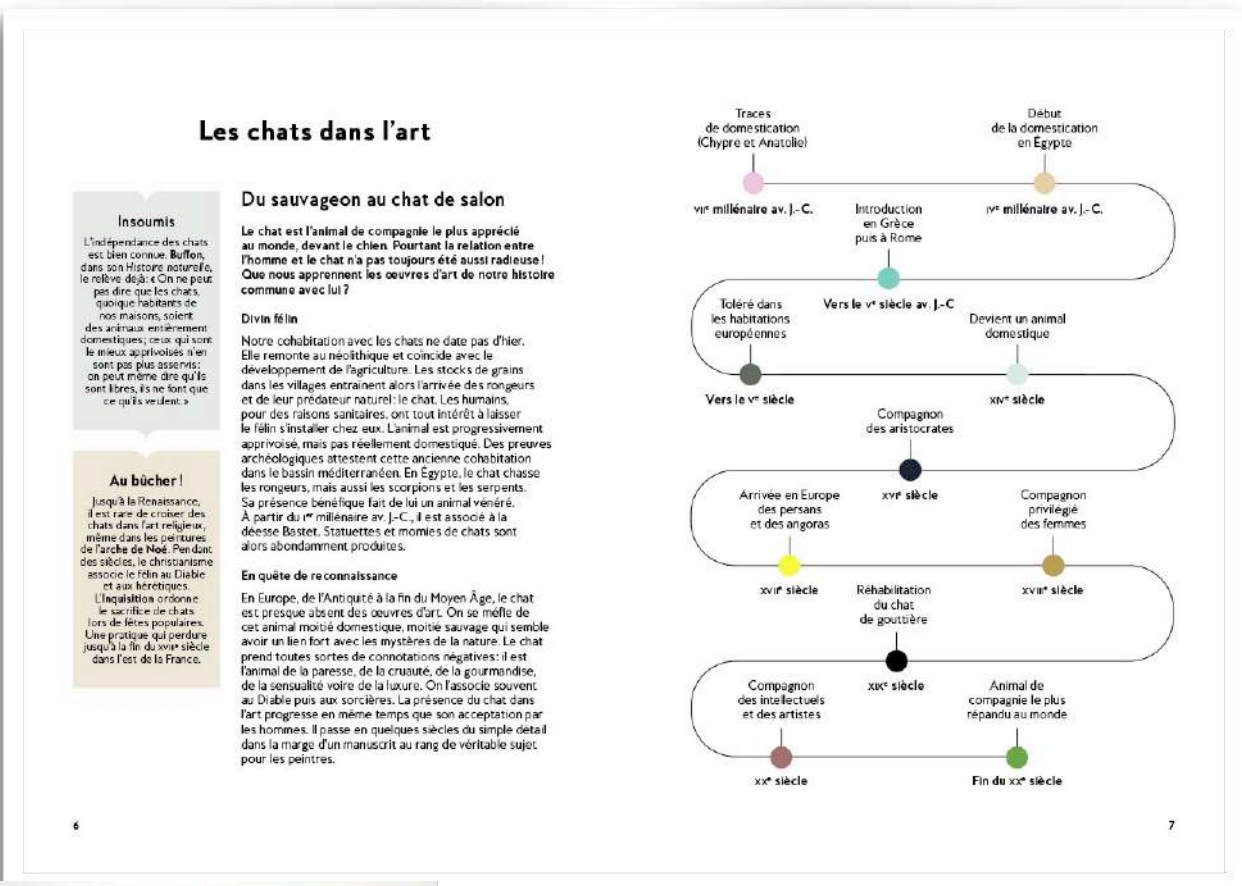 Les chats dans l'art
Insoumis
L'indépendance des chats
est bien connue. Buffon,
dans son Histoire naturelle,
le relève déjà: « On ne peut
pas dire que les chats,
quoique habitants de
nos maisons, soient
des animaux entièrement
domestiques; ceux qui sont
le mieux apprivoisés n'en
sont pas plus asservis:
on peut même dire qu'ils
sont libres, ils ne font que
ce qu'ils veulent. »
Au bûcher !
Jusqu'à la Renaissance,
il est rare de croiser des
chats dans l'art religieux,
même dans les peintures
de l'arche de Noé. Pendant
des siècles, le christianisme
associe le félin au Diable
et aux hérétiques.
L'Inquisition ordonne
le sacrifice de chats
lors de fêtes populaires.
Une pratique qui perdure
jusqu'à la fin du XVIIIe siècle
dans l'est de la France.
Du sauvageon au chat de salon
Le chat est l'animal de compagnie le plus apprécié
au monde, devant le chien. Pourtant la relation entre
l'homme et le chat n'a pas toujours été aussi radieuse !
Que nous apprennent les œuvres d'art de notre histoire
commune avec lui ?
Divin félin
Notre cohabitation avec les chats ne date pas d'hier.
Elle remonte au néolithique et coïncide avec le
développement de l'agriculture. Les stocks de grains
dans les villages entraînent alors l'arrivée des rongeurs
et de leur prédateur naturel: le chat. Les humains,
pour des raisons sanitaires, ont tout intérêt à laisser
le félin s'installer chez eux. L'animal est progressivement
apprivoisé, mais pas réellement domestiqué. Des preuves
archéologiques attestent cette ancienne cohabitation
dans le bassin méditerranéen. En Égypte, le chat chasse
les rongeurs, mais aussi les scorpions et les serpents.
Sa présence bénéfique fait de lui un animal vénéré.
À partir du Ier millénaire av. J.-C., il est associé à la
déesse Bastet. Statuettes et momies de chats sont
alors abondamment produites.
En quête de reconnaissance
En Europe, de l'Antiquité à la fin du Moyen Âge, le chat
est presque absent des œuvres d'art. On se méfie de
cet animal moitié domestique, moitié sauvage qui semble
avoir un lien fort avec les mystères de la nature. Le chat
prend toutes sortes de connotations négatives: il est
l'animal de la paresse, de la cruauté, de la gourmandise,
de la sensualité voire de la luxure. On l'associe souvent
au Diable puis aux sorcières. La présence du chat dans
l'art progresse en même temps que son acceptation par
les hommes. Il passe en quelques siècles du simple détail
dans la marge d'un manuscrit au rang de véritable sujet
pour les peintres.
6
Traces
de domestication
(Chypre et Anatolie)
VIIe millénaire av. J.-C.
Début
de la domestication
en Égypte
IVe millénaire av. J.-C.
Introduction
en Grèce
puis à Rome
Vers le Ve siècle av. J.-C
Toléré dans
les habitations
européennes
Vers le Ve siècle
Devient un animal
domestique
XIVe siècle
Compagnon
des aristocrates
XVIe siècle
Arrivée en Europe
des persans
et des angoras
XVIIe siècle
Compagnon
privilégié
des femmes
XVIIIe siècle
Réhabilitation
du chat
de gouttière
XIXe siècle
Compagnon
des intellectuels
et des artistes
XXe siècle
Animal de
compagnie le plus
répandu au monde
Fin du XXe siècle
7